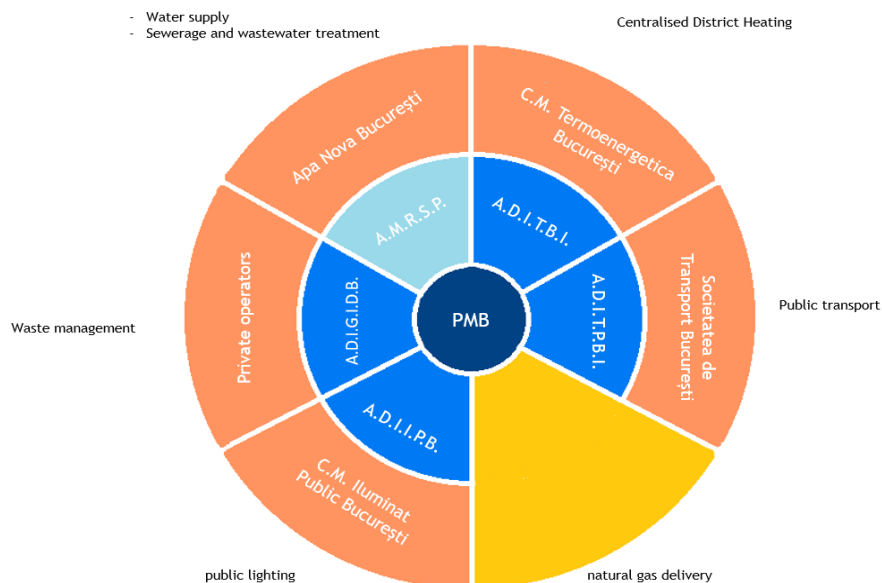 - Water supply
- Sewerage and wastewater treatment
Centralised District Heating
Apa Nova București
C.M. Termoenergetica
București
A.M.R.S.P.
A.D.I.T.B.I.
Private operators
A.D.I.G.I.D.B.
PMB
A.D.I.T.P.B.I.
Societatea de
Transport București
Waste management
Public transport
A.D.I.I.P.B.
C.M. Iluminat
Public București
public lighting
natural gas delivery